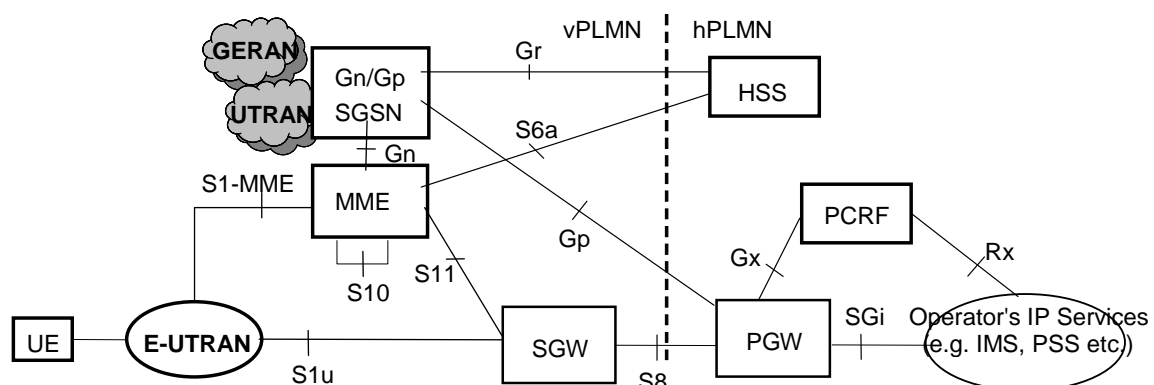 vPLMN
hPLMN
GERAN
Gr
Gn/Gp
SGSN
HSS
UTRAN
S6a
Gn
S1-MME
MME
PCRF
Gp
Gx
Rx
S11
S10
SGi
Operator's IP Services
(e.g. IMS, PSS etc.)
UE
E-UTRAN
SGW
PGW
S1u
S8